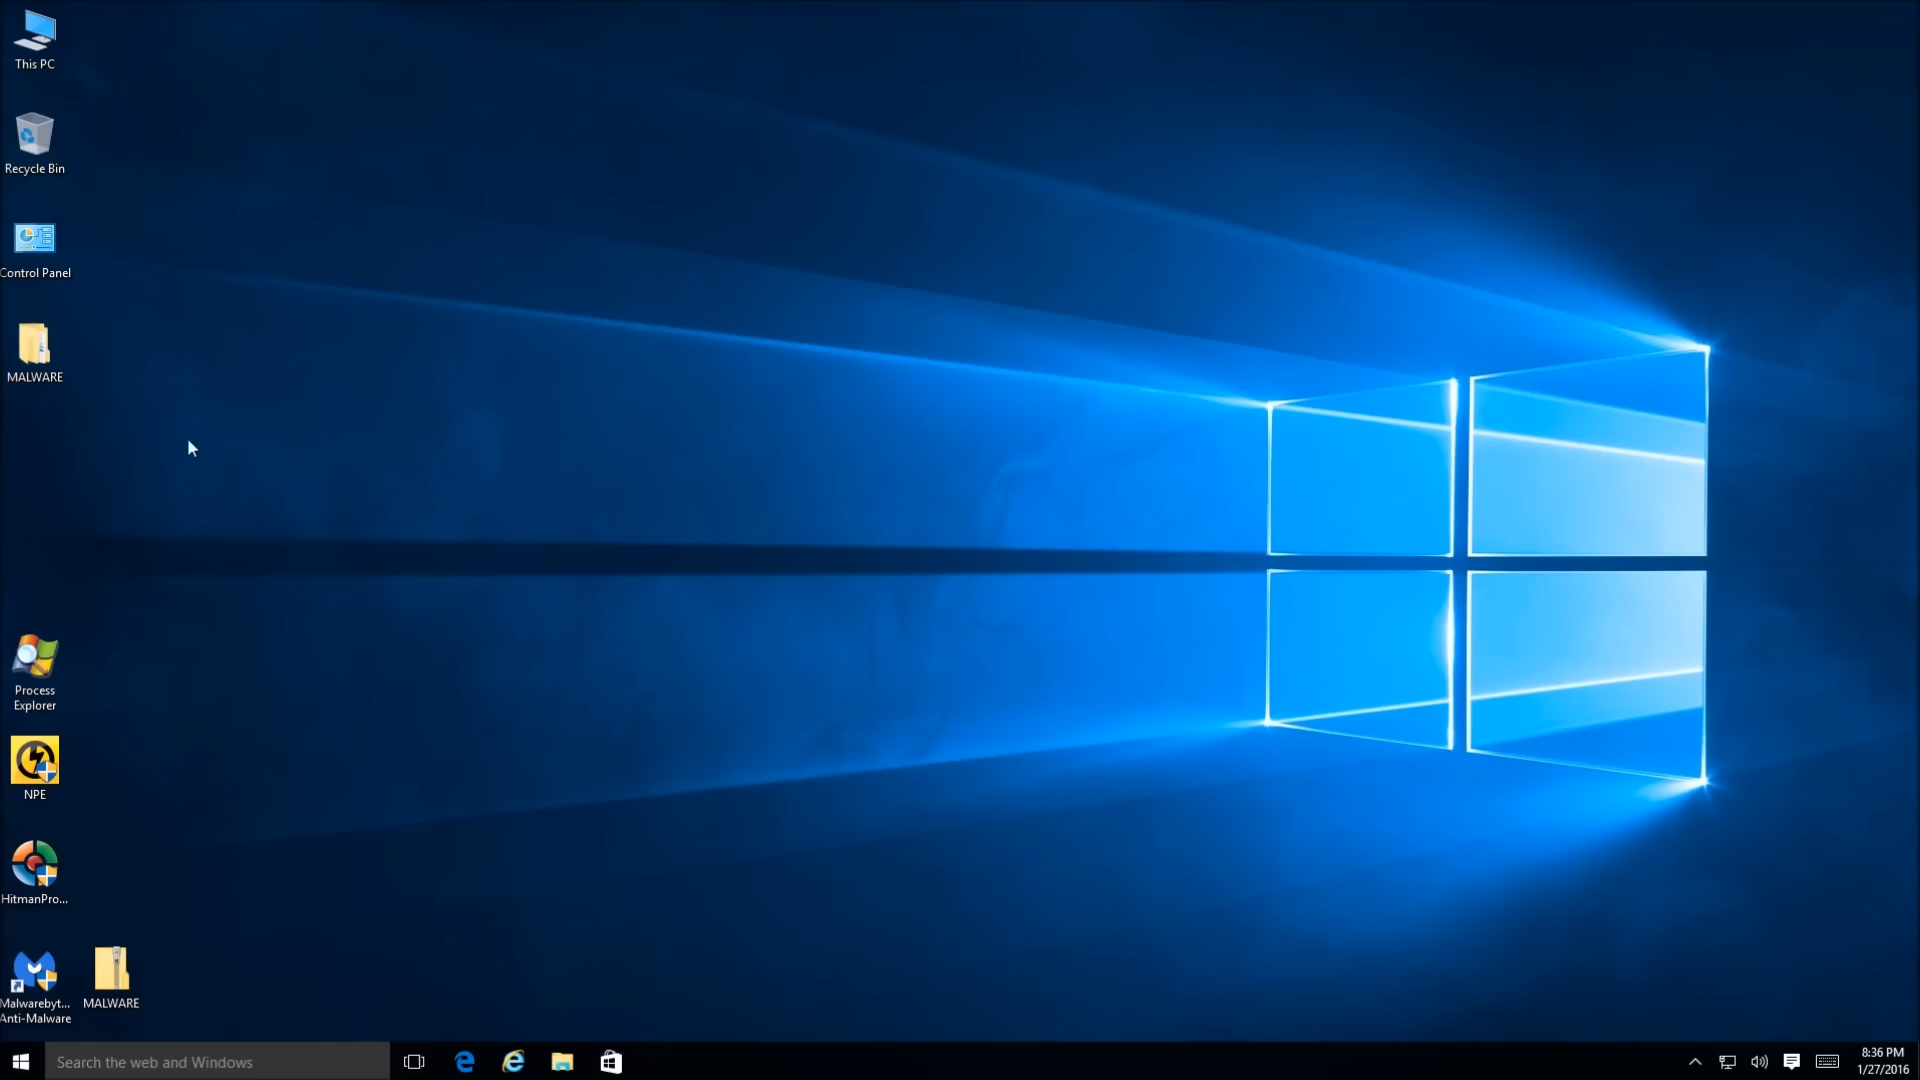 This PC
Recycle Bin
Control Panel
MALWARE
Process
Explorer
NPE
HitmanPro...
Malwarebyt...
Anti-Malware
MALWARE
Search the web and Windows
8:36 PM
1/27/2016